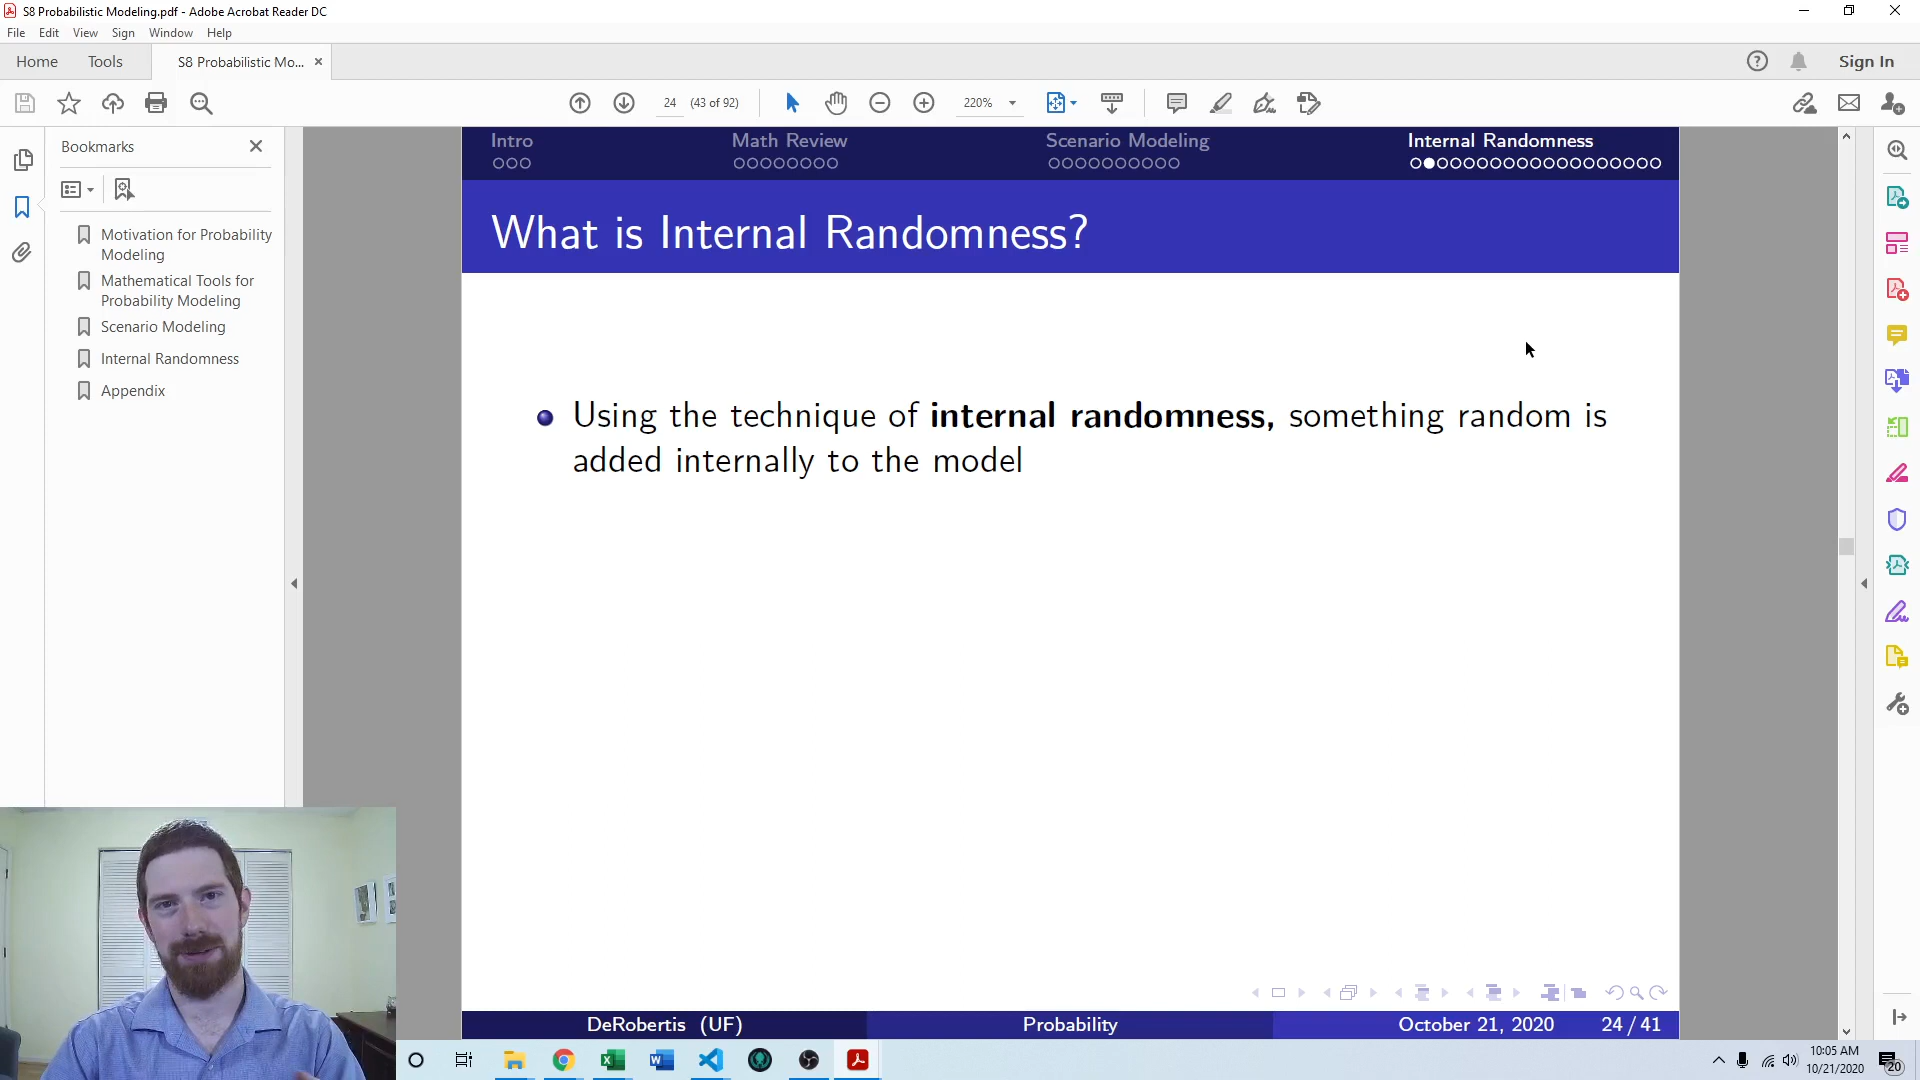 S8 Probabilistic Modeling.pdf - Adobe Acrobat Reader DC
File Edit View Sign Window Help
Home Tools S8 Probabilistic Mo... Sign In
24 (43 of 92) 220%
Bookmarks
Motivation for Probability
Modeling
Mathematical Tools for
Probability Modeling
Scenario Modeling
Internal Randomness
Appendix
Intro Math Review Scenario Modeling Internal Randomness
What is Internal Randomness?
Using the technique of internal randomness, something random is
added internally to the model
DeRobertis (UF) Probability October 21, 2020 24 / 41
10:05 AM
10/21/2020
20